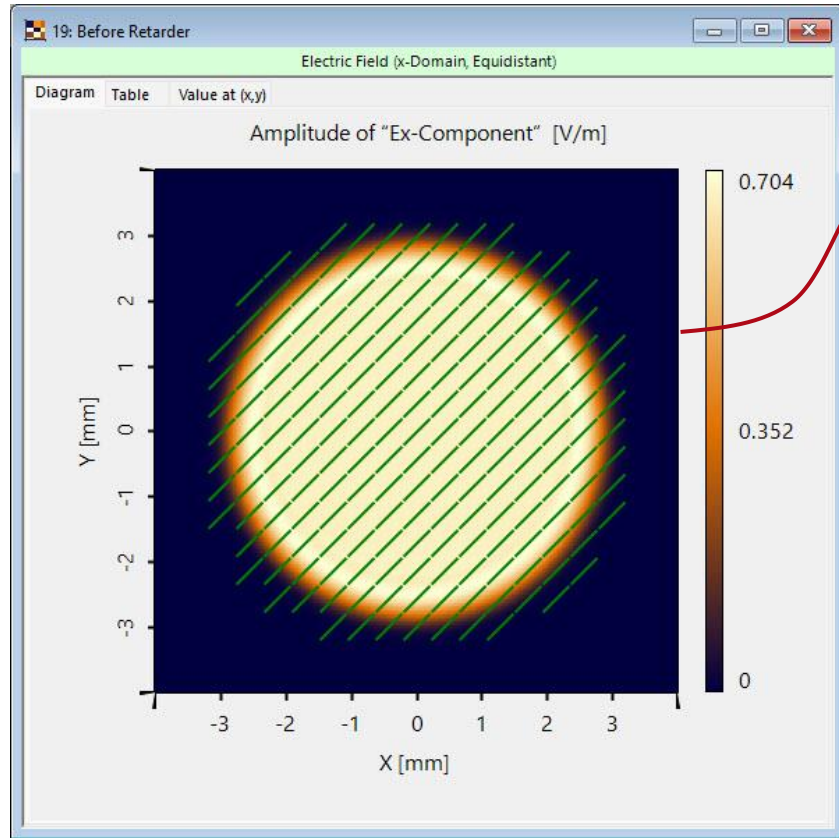 19: Before Retarder
Electric Field (x-Domain, Equidistant)
Diagram Table Value at (x,y)
Amplitude of “Ex-Component” [V/m]
0.704
0.352
0
3
2
1
0
-1
-2
-3
Y [mm]
-3 -2 -1 0 1 2 3
X [mm]